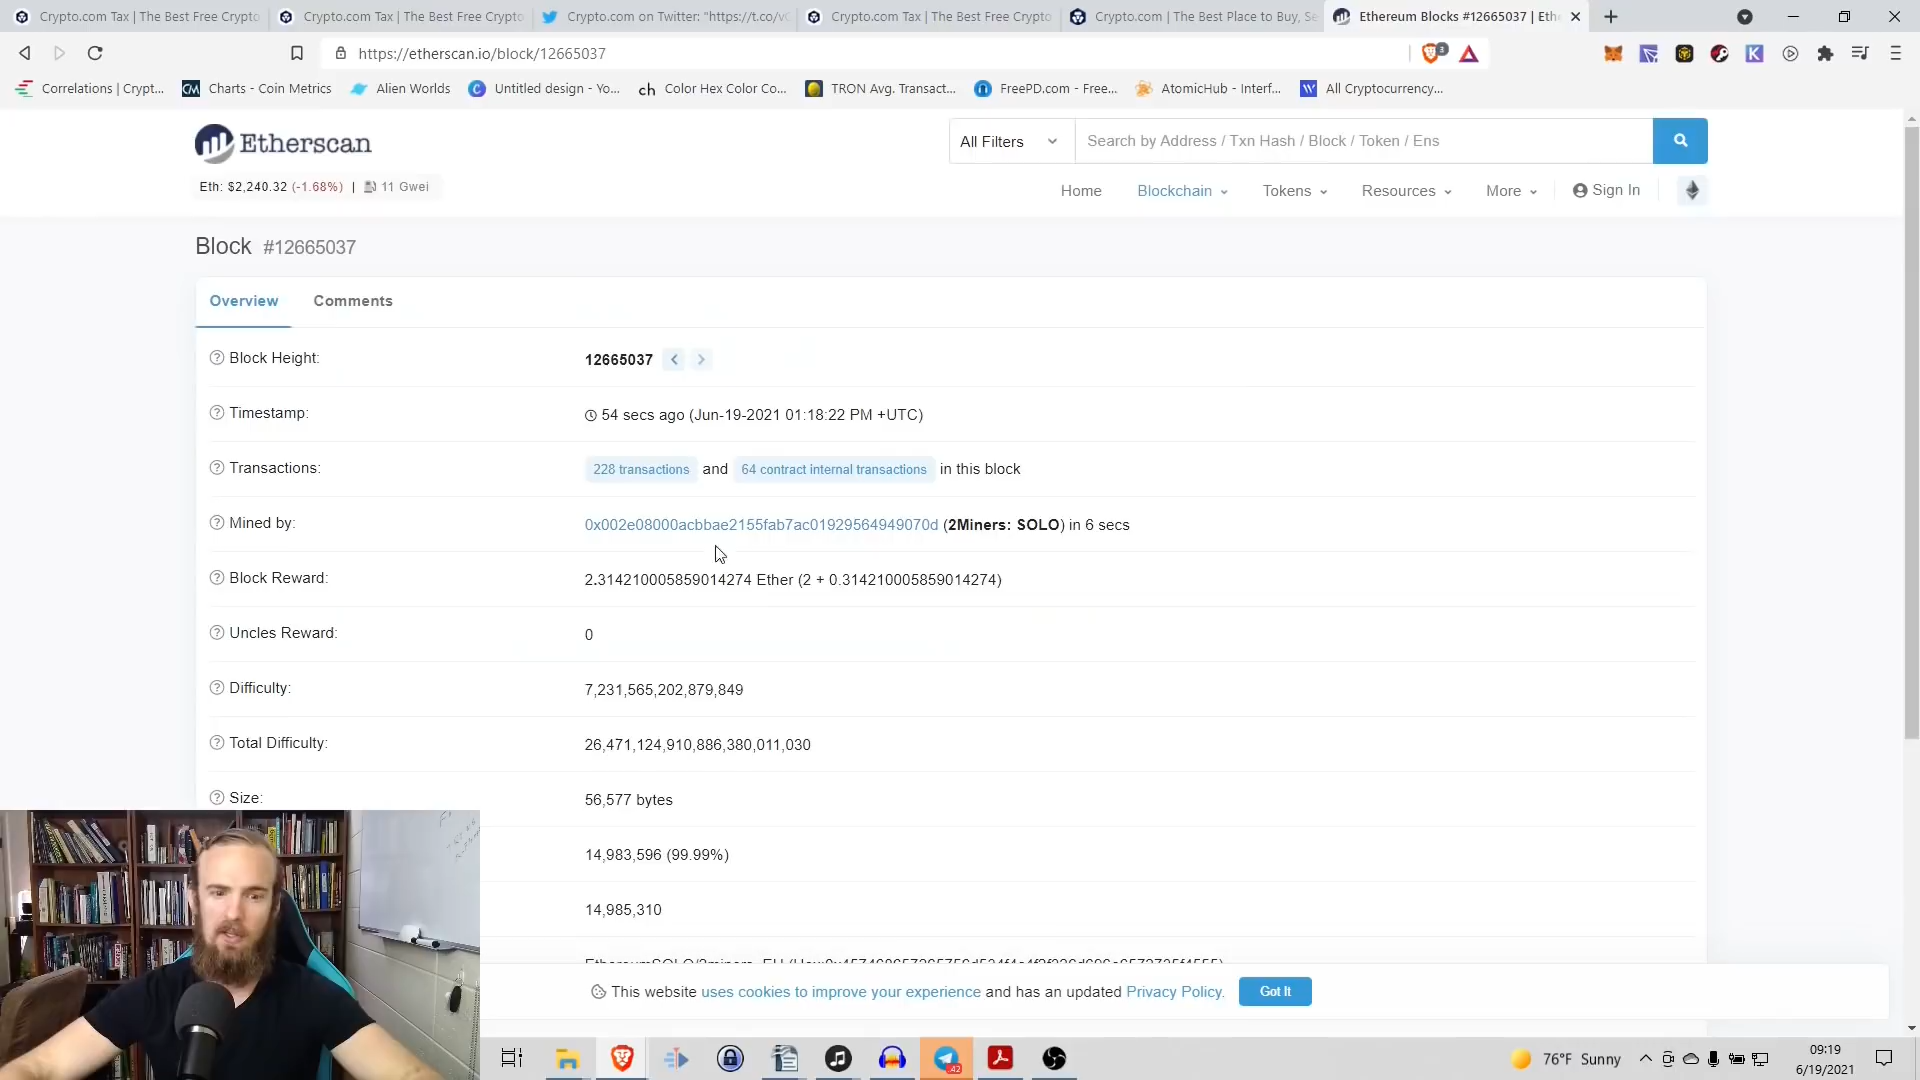 Crypto.com Tax | The Best Free Crypto
Crypto.com Tax | The Best Free Crypto
Crypto.com on Twitter: "https://t.co/v
Crypto.com Tax | The Best Free Crypto
Crypto.com | The Best Place to Buy, Se
Ethereum Blocks #12665037 | Eth
https://etherscan.io/block/12665037
3
Correlations | Crypt...
CM Charts - Coin Metrics
Alien Worlds
Untitled design - Yo...
ch Color Hex Color Co...
TRON Avg. Transact...
FreePD.com - Free...
AtomicHub - Interf...
All Cryptocurrency...
Etherscan
All Filters
Search by Address / Txn Hash / Block / Token / Ens
Eth: $2,240.32 (-1.68%) | 11 Gwei
Home Blockchain Tokens Resources More Sign In
Block #12665037
Overview Comments
Block Height: 12665037
Timestamp: 54 secs ago (Jun-19-2021 01:18:22 PM +UTC)
Transactions: 228 transactions and 64 contract internal transactions in this block
Mined by: 0x002e08000acbbae2155fab7ac01929564949070d (2Miners: SOLO) in 6 secs
Block Reward: 2.314210005859014274 Ether (2 + 0.314210005859014274)
Uncles Reward: 0
Difficulty: 7,231,565,202,879,849
Total Difficulty: 26,471,124,910,886,380,011,030
Size: 56,577 bytes
14,983,596 (99.99%)
14,985,310
This website uses cookies to improve your experience and has an updated Privacy Policy. Got It
42
76°F Sunny
09:19
6/19/2021